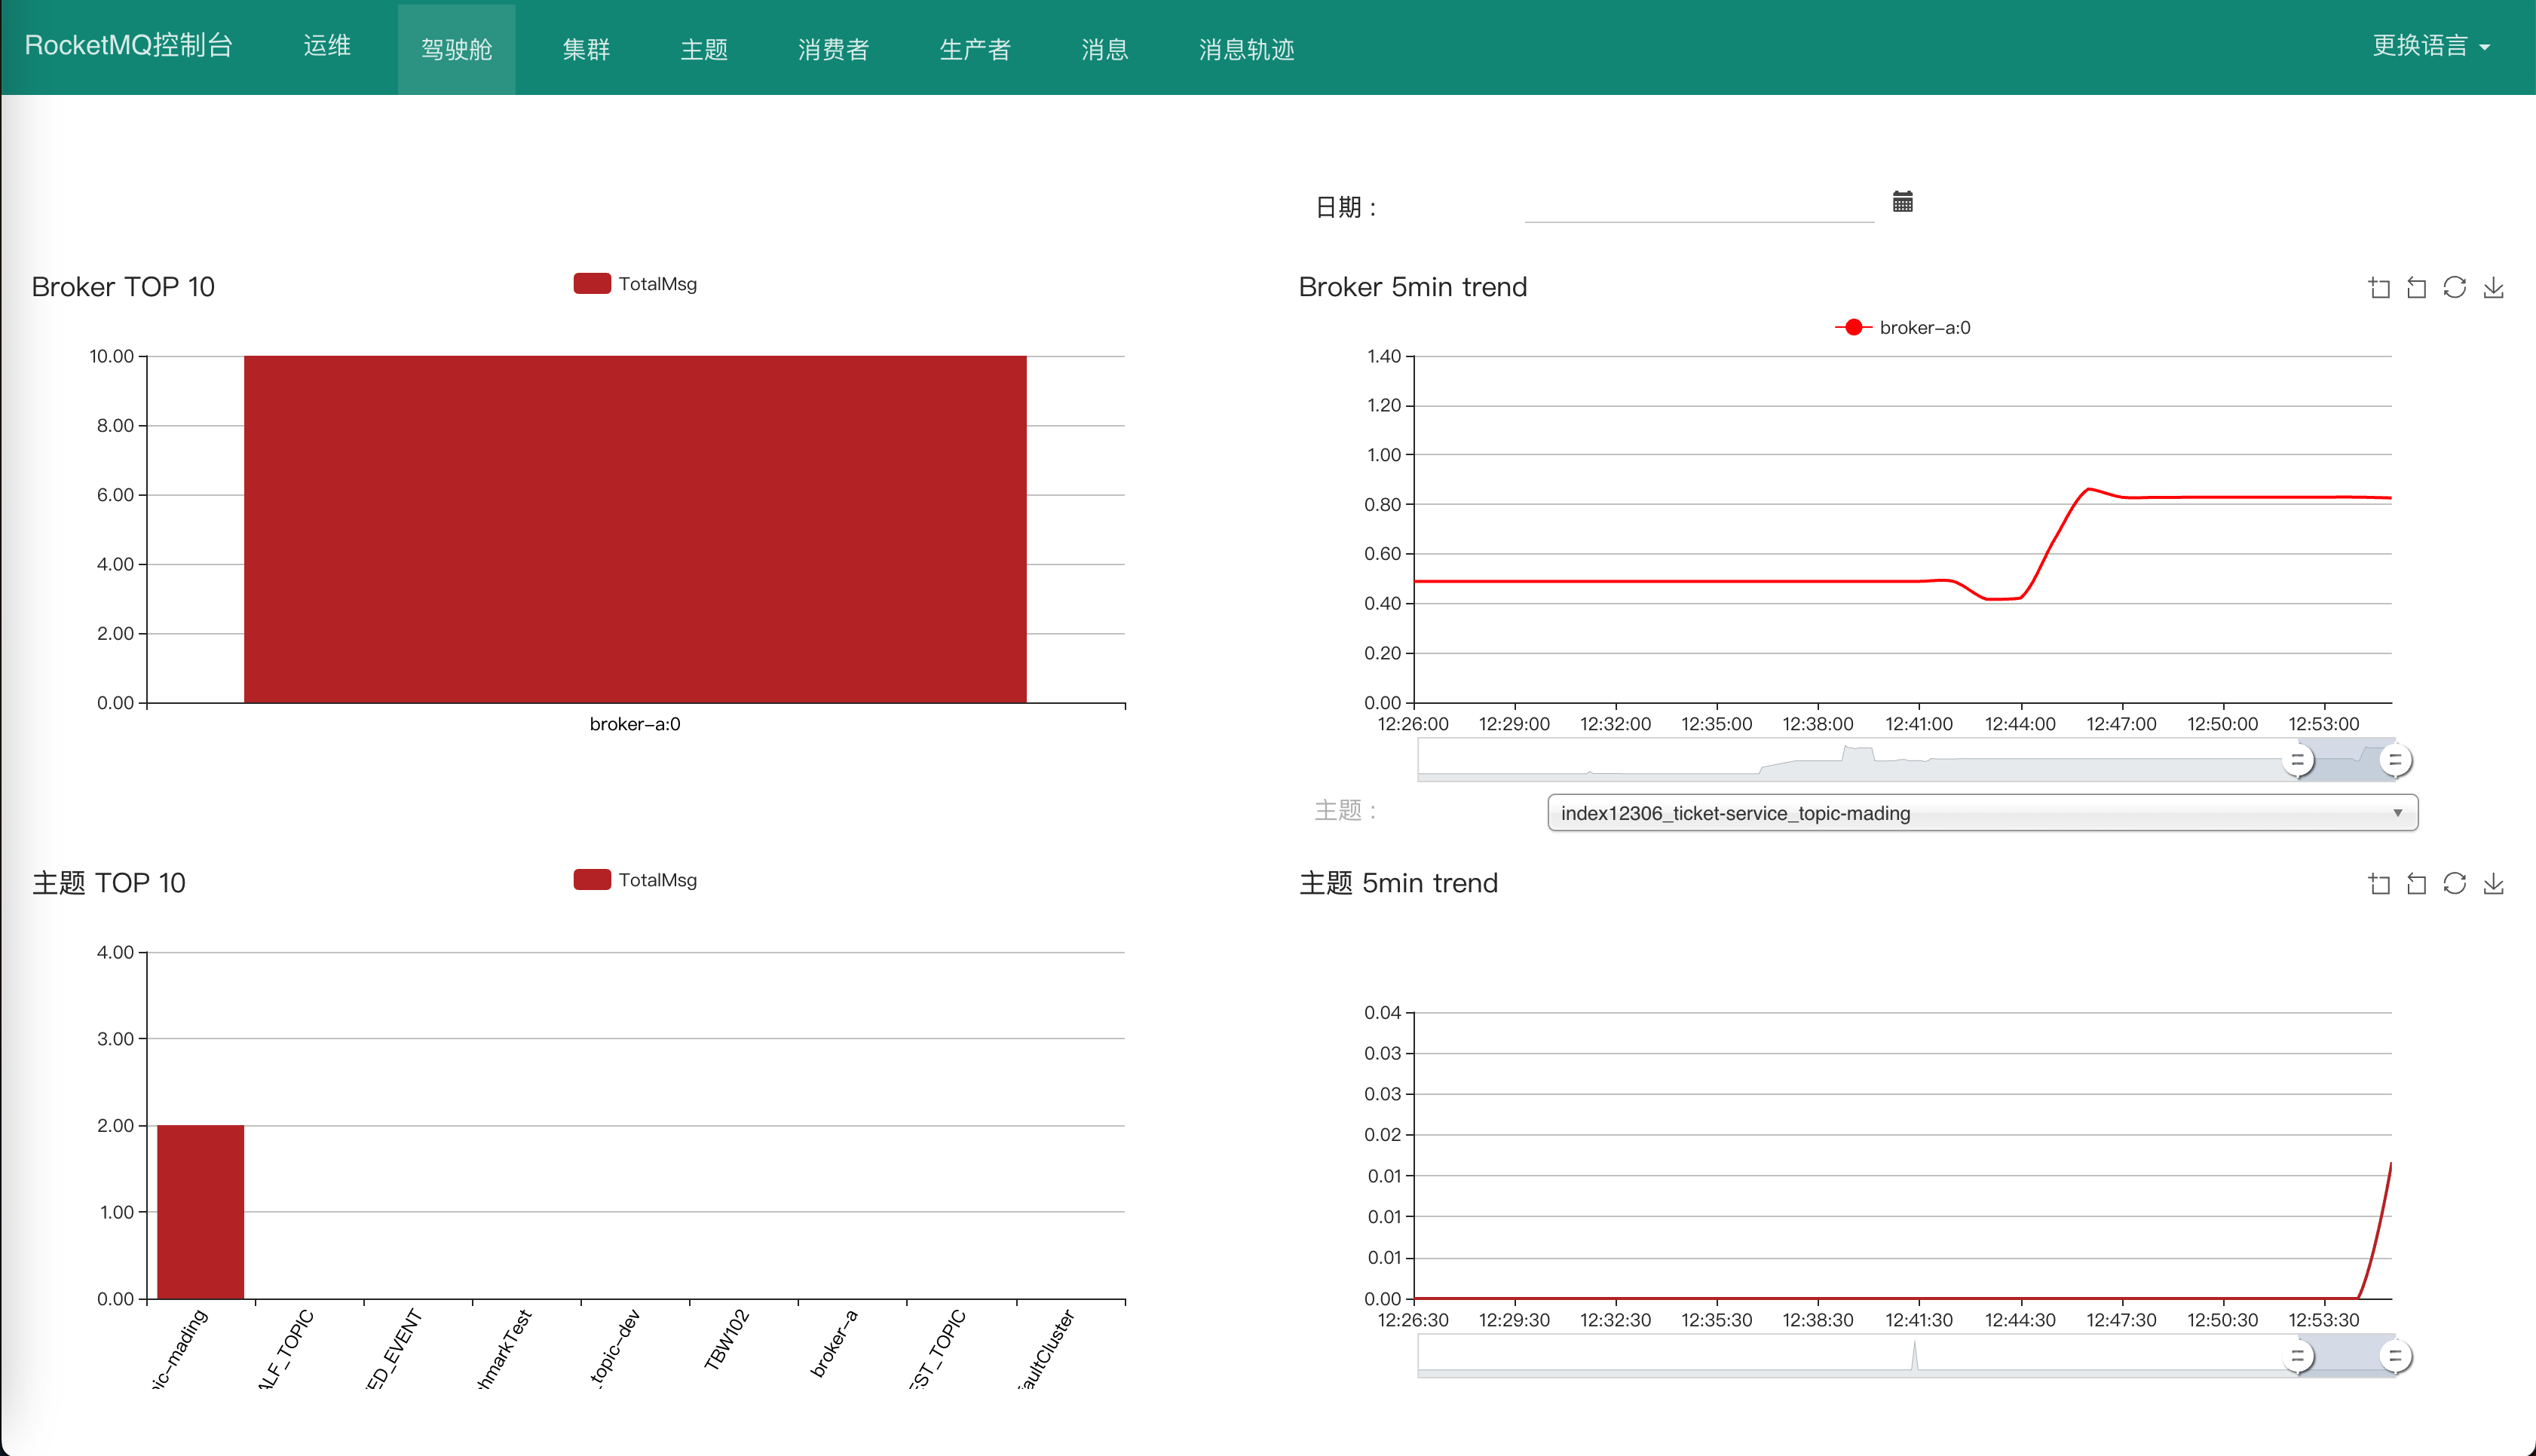 RocketMQ控制台 运维 驾驶舱 集群 主题 消费者 生产者 消息 消息轨迹 更换语言
日期：
Broker TOP 10
TotalMsg
10.00
8.00
6.00
4.00
2.00
0.00
broker-a:0
Broker 5min trend
broker-a:0
1.40
1.20
1.00
0.80
0.60
0.40
0.20
0.00
12:26:00 12:29:00 12:32:00 12:35:00 12:38:00 12:41:00 12:44:00 12:47:00 12:50:00 12:53:00
主题： index12306_ticket-service_topic-mading
主题 TOP 10
TotalMsg
4.00
3.00
2.00
1.00
0.00
pic-mading ALF_TOPIC ED_EVENT hmarkTest _topic-dev TBW102 broker-a EST_TOPIC aultCluster
主题 5min trend
0.04
0.03
0.03
0.02
0.01
0.01
0.01
0.00
12:26:30 12:29:30 12:32:30 12:35:30 12:38:30 12:41:30 12:44:30 12:47:30 12:50:30 12:53:30